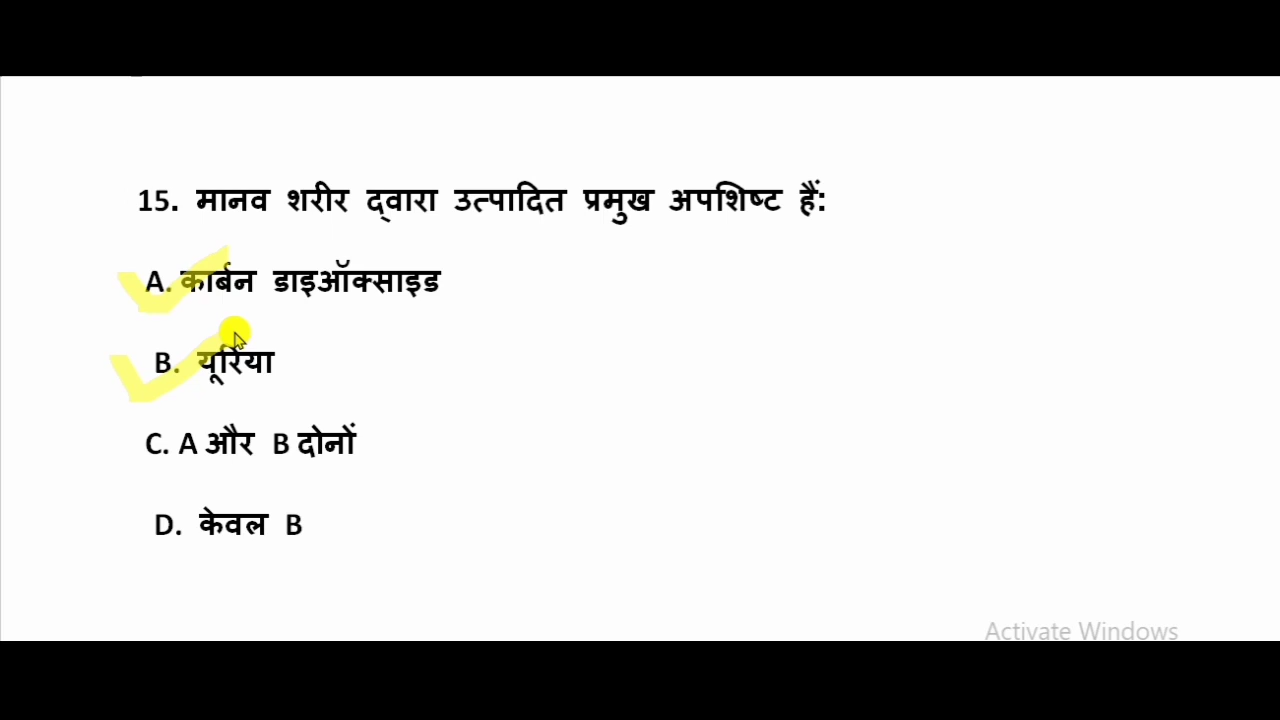 15. मानव शरीर द्वारा उत्पादित प्रमुख अपशिष्ट हैं:
A. कार्बन डाइऑक्साइड
B. यूरिया
C. A और B दोनों
D. केवल B
Activate Windows